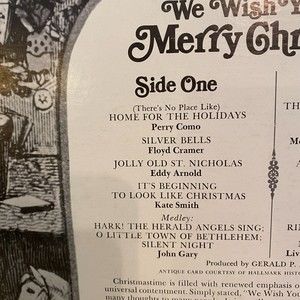 We Wish
Merry
Side One
(There's No Place Like)
HOME FOR THE HOLIDAYS
Perry Como
SILVER BELLS
Floyd Cramer
JOLLY OLD ST. NICHOLAS
Eddy Arnold
IT'S BEGINNING
TO LOOK LIKE CHRISTMAS
Kate Smith
Medley:
HARK! THE HERALD ANGELS SING;
O LITTLE TOWN OF BETHLEHEM;
SILENT NIGHT
John Gary
Produced by GERALD P.
ANTIQUE CARD COURTESY OF HALLMARK
Christmastime is filled with renewed emphasis
universal contentment. Simply stated, "We Wish